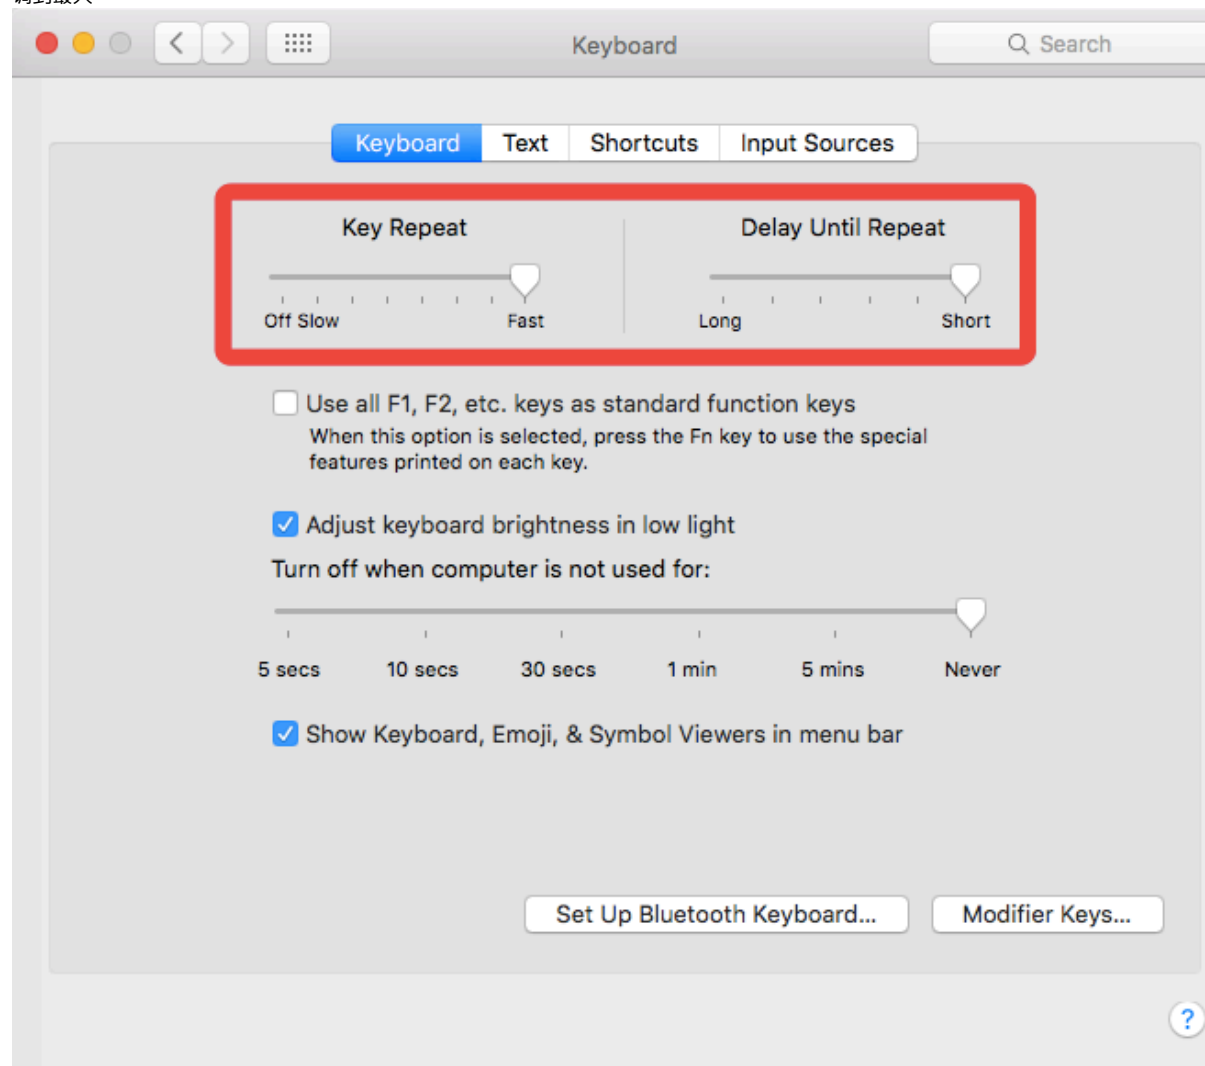 调到最大
Keyboard
Search
Keyboard Text Shortcuts Input Sources
Key Repeat Delay Until Repeat
Off Slow Fast Long Short
Use all F1, F2, etc. keys as standard function keys
When this option is selected, press the Fn key to use the special
features printed on each key.
Adjust keyboard brightness in low light
Turn off when computer is not used for:
5 secs 10 secs 30 secs 1 min 5 mins Never
Show Keyboard, Emoji, & Symbol Viewers in menu bar
Set Up Bluetooth Keyboard... Modifier Keys...
?